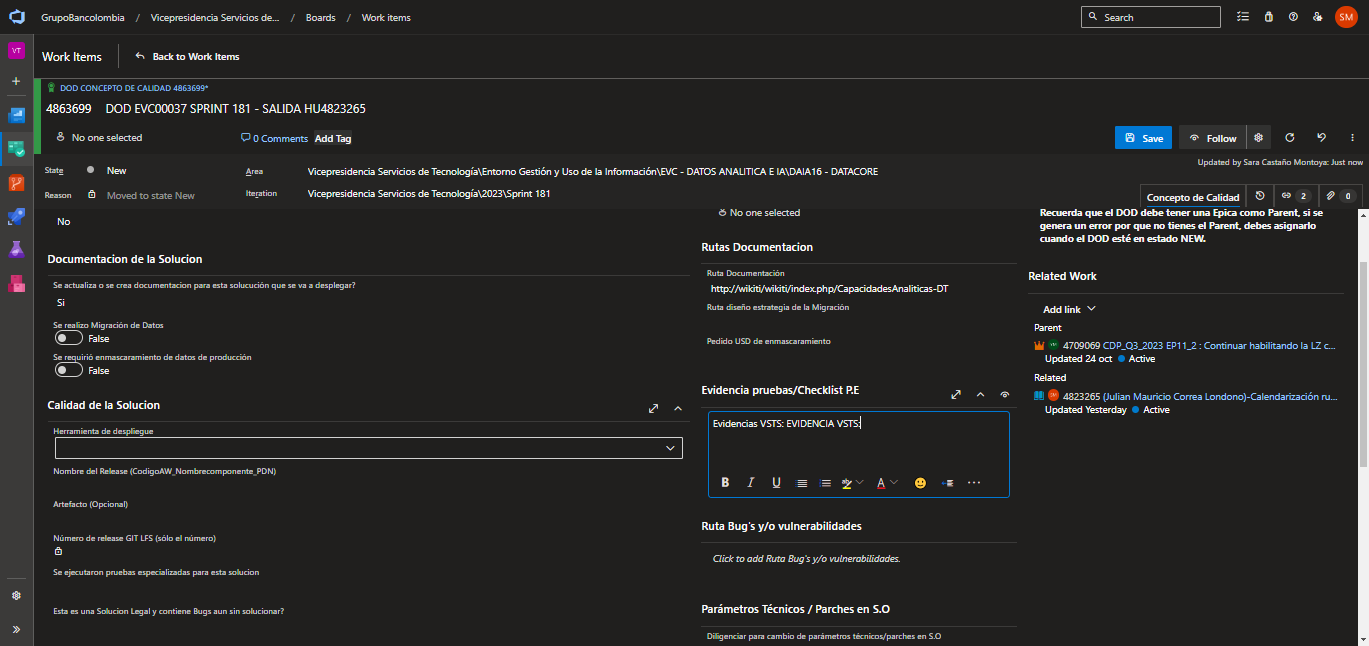 GrupoBancolombia / Vicepresidencia Servicios de... / Boards / Work items
Search
SM
VT
Work Items
Back to Work Items
DOD CONCEPTO DE CALIDAD 4863699*
4863699 DOD EVC00037 SPRINT 181 - SALIDA HU4823265
No one selected
0 Comments
Add Tag
Save
Follow
Updated by Sara Castaño Montoya: Just now
State
New
Area
Vicepresidencia Servicios de Tecnología\Entorno Gestión y Uso de la Información\EVC - DATOS ANALITICA E IA\DAIA16 - DATACORE
Reason
Moved to state New
Iteration
Vicepresidencia Servicios de Tecnología\2023\Sprint 181
Concepto de Calidad
2
0
No
Documentacion de la Solucion
Se actualiza o se crea documentacion para esta solucución que se va a desplegar?
Si
Se realizo Migración de Datos
False
Se requirió enmascaramiento de datos de producción
False
Calidad de la Solucion
Herramienta de despliegue
Nombre del Release (CodigoAW_Nombrecomponente_PDN)
Artefacto (Opcional)
Número de release GIT LFS (sólo el número)
Se ejecutaron pruebas especializadas para esta solucion
Esta es una Solucion Legal y contiene Bugs aun sin solucionar?
No one selected
Rutas Documentacion
Ruta Documentación
http://wikiti/wikiti/index.php/CapacidadesAnaliticas-DT
Ruta diseño estrategia de la Migración
Pedido USD de enmascaramiento
Evidencia pruebas/Checklist P.E
Evidencias VSTS: EVIDENCIA VSTS:
B I U
A
Ruta Bug's y/o vulnerabilidades
Click to add Ruta Bug's y/o vulnerabilidades.
Parámetros Técnicos / Parches en S.O
Diligenciar para cambio de parámetros técnicos/parches en S.O
Recuerda que el DOD debe tener una Epica como Parent, si se
genera un error por que no tienes el Parent, debes asignarlo
cuando el DOD esté en estado NEW.
Related Work
Add link
Parent
4709069 CDP_Q3_2023 EP11_2 : Continuar habilitando la LZ c...
Updated 24 oct
Active
Related
4823265 (Julian Mauricio Correa Londono)-Calendarización ru...
Updated Yesterday
Active